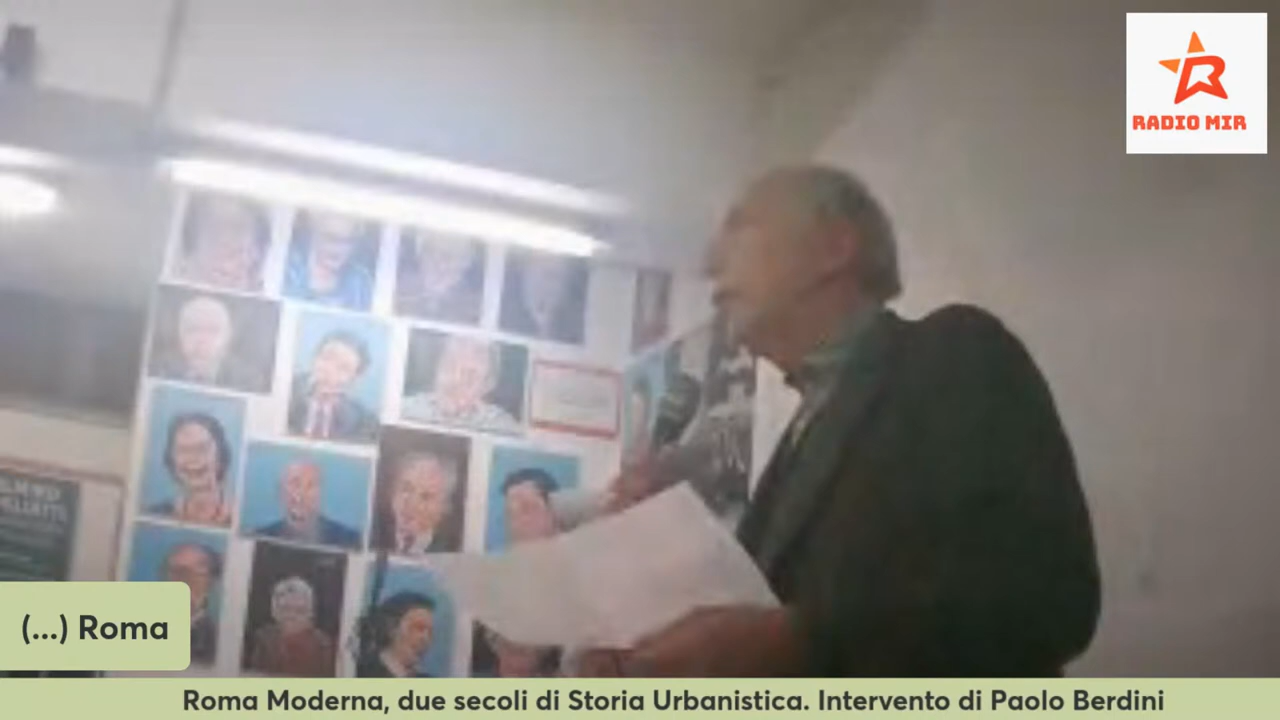 RADIO MIR
(...) Roma
Roma Moderna, due secoli di Storia Urbanistica. Intervento di Paolo Berdini